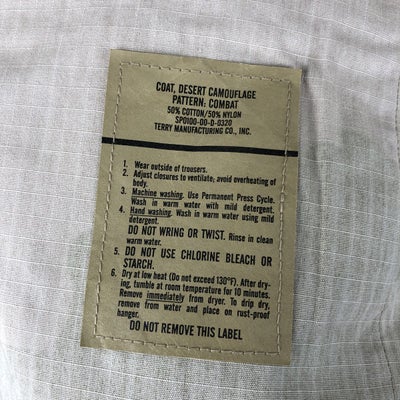 COAT, DESERT CAMOUFLAGE
PATTERN: COMBAT
50% COTTON/50% NYLON
SPO100-00-D-0320
TERRY MANUFACTURING CO., INC.
1. Wear outside of trousers.
2. Adjust closures to ventilate; avoid overheating of
body.
3. Machine washing. Use Permanent Press Cycle.
Wash in warm water with mild detergent.
4. Hand washing. Wash in warm water using mild
detergent.
DO NOT WRING OR TWIST. Rinse in clean
warm water.
5. DO NOT USE CHLORINE BLEACH OR
STARCH.
6. Dry at low heat (Do not exceed 130°F). After dry-
ing, tumble at room temperature for 10 minutes.
Remove immediately from dryer. To drip dry,
remove from water and place on rust-proof
hanger.
DO NOT REMOVE THIS LABEL